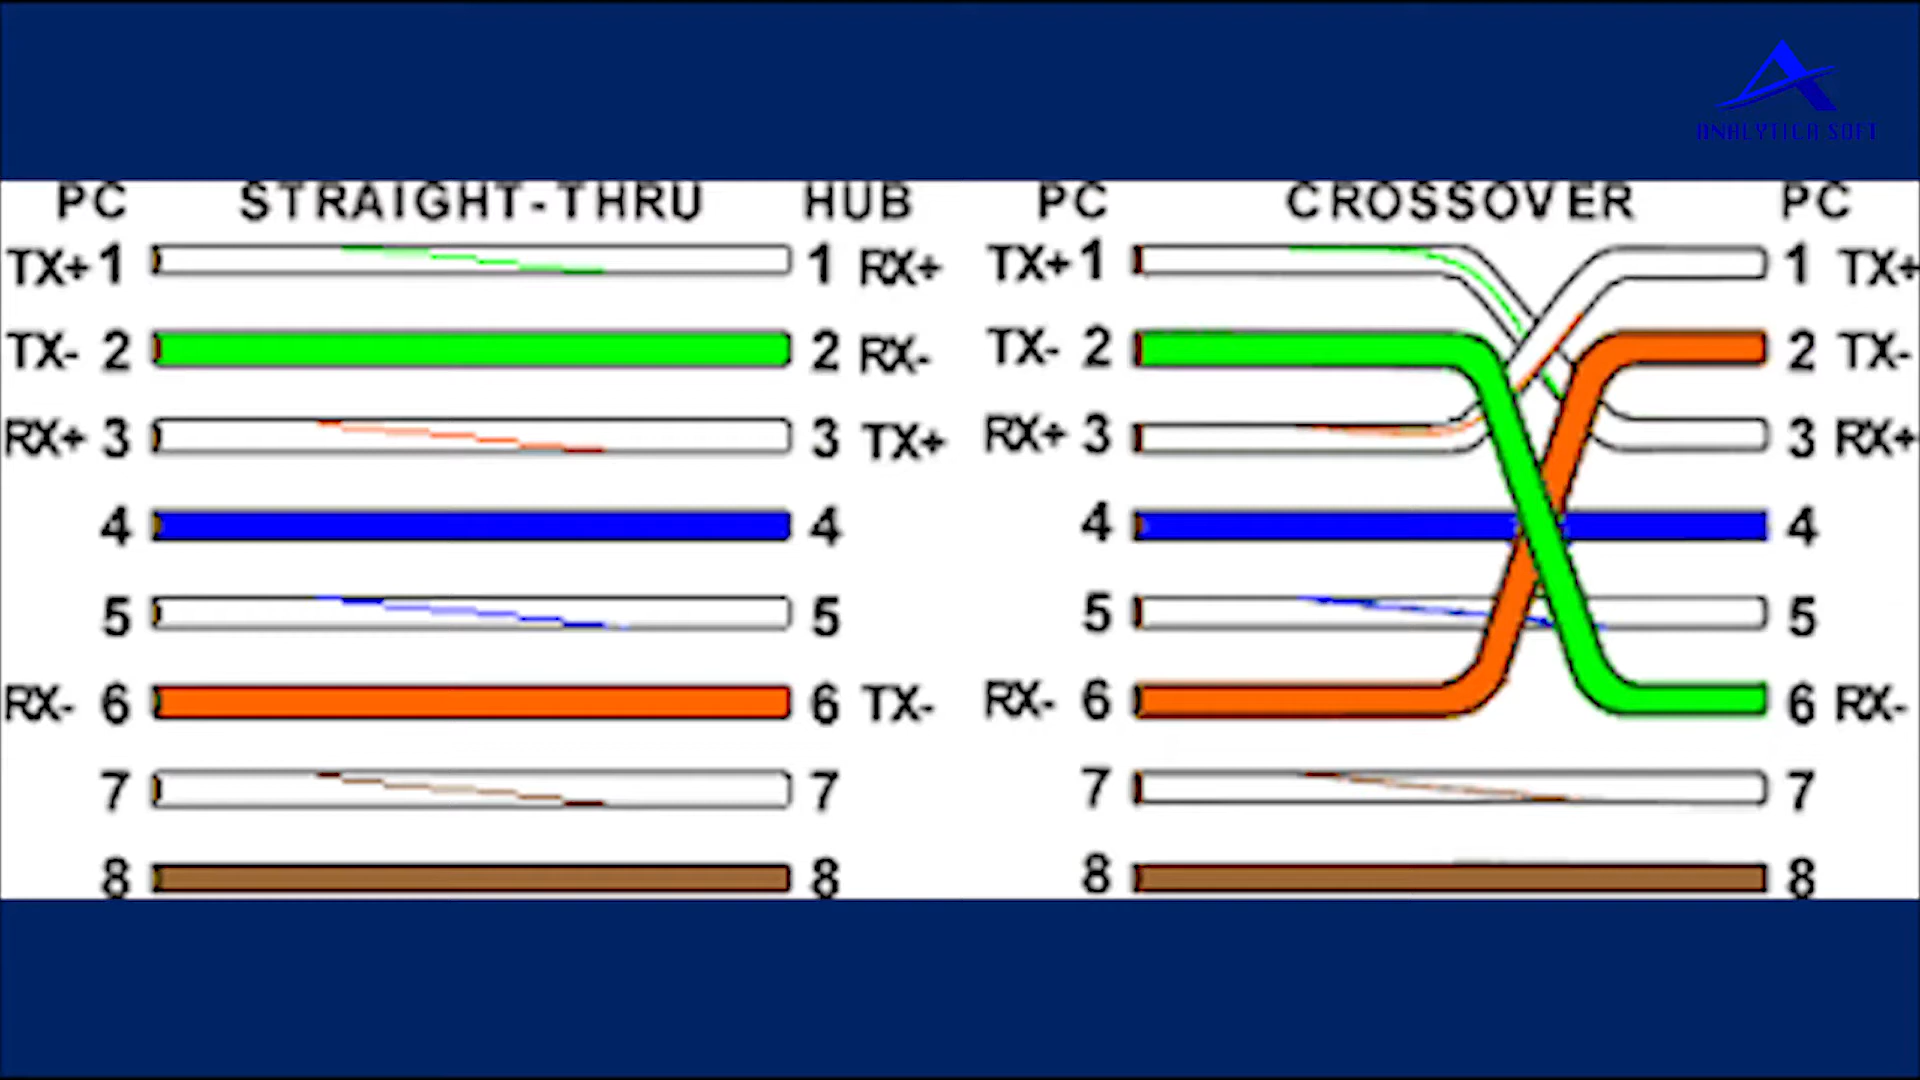 ANALYTICA SOFT
PC STRAIGHT-THRU HUB PC CROSSOVER PC
TX+ 1 1 RX+ TX+ 1 1 TX+
TX- 2 2 RX- TX- 2 2 TX-
RX+ 3 3 TX+ RX+ 3 3 RX+
4 4 4 4
5 5 5 5
RX- 6 6 TX- RX- 6 6 RX-
7 7 7 7
8 8 8 8